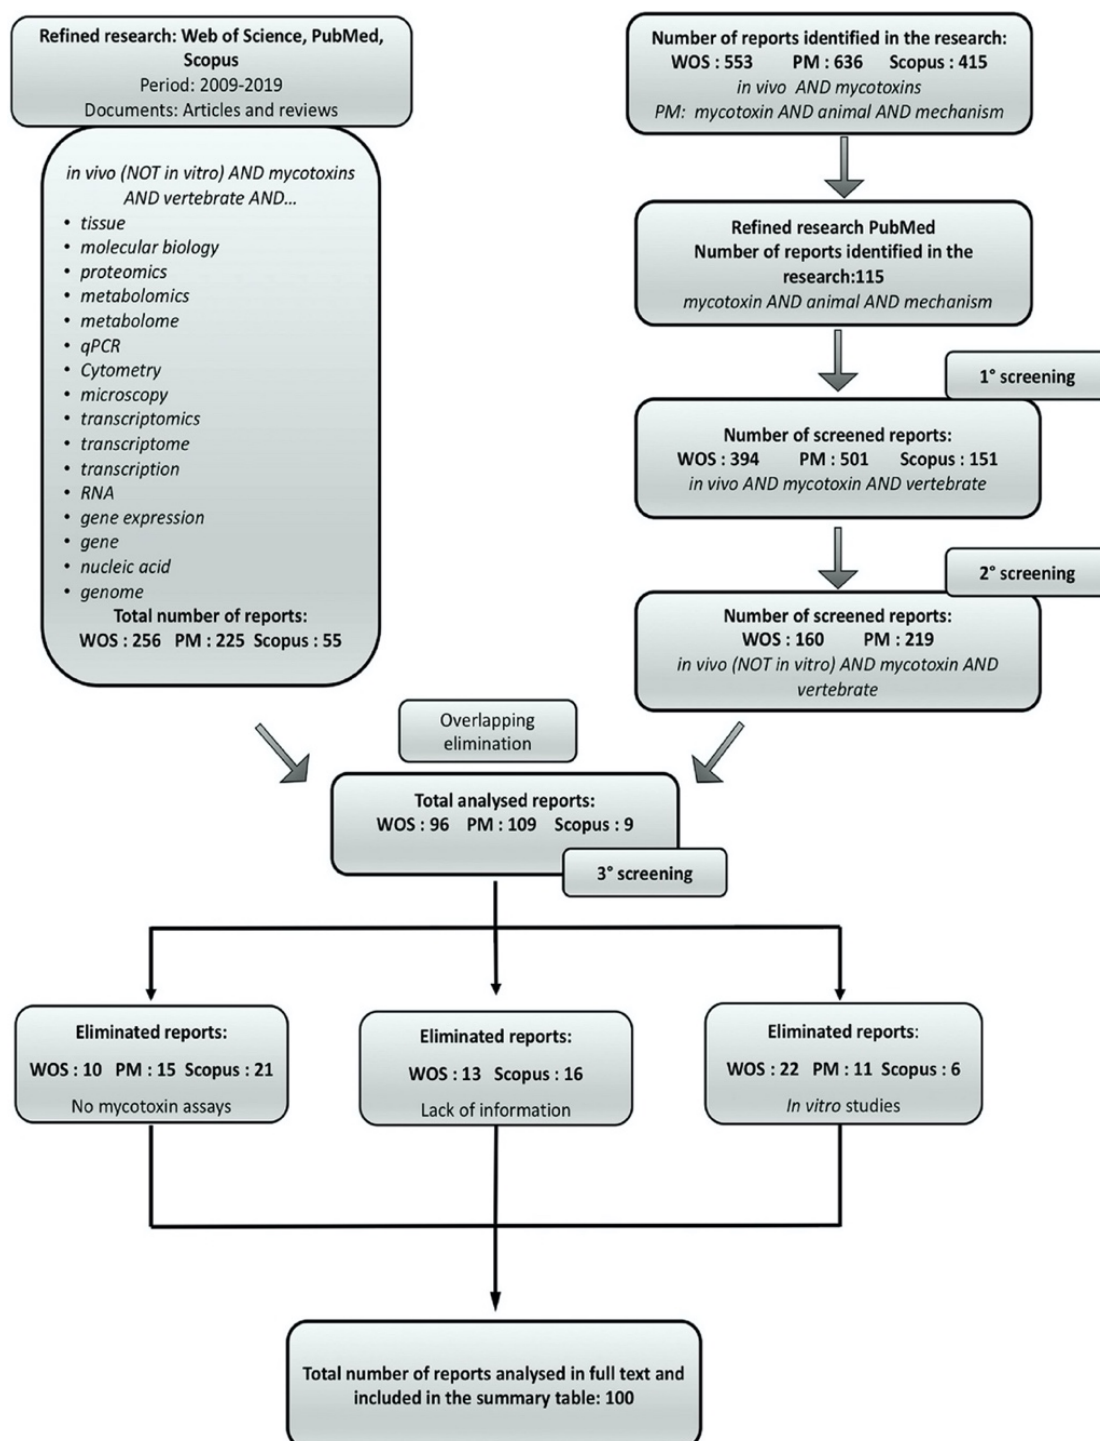 Refined research: Web of Science, PubMed,
Scopus
Period: 2009-2019
Documents: Articles and reviews
in vivo (NOT in vitro) AND mycotoxins
AND vertebrate AND...
• tissue
• molecular biology
• proteomics
• metabolomics
• metabolome
• qPCR
• Cytometry
• microscopy
• transcriptomics
• transcriptome
• transcription
• RNA
• gene expression
• gene
• nucleic acid
• genome
Total number of reports:
WOS : 256 PM : 225 Scopus : 55
Number of reports identified in the research:
WOS : 553 PM : 636 Scopus : 415
in vivo AND mycotoxins
PM: mycotoxin AND animal AND mechanism
Refined research PubMed
Number of reports identified in the
research:115
mycotoxin AND animal AND mechanism
1° screening
Number of screened reports:
WOS : 394 PM : 501 Scopus : 151
in vivo AND mycotoxin AND vertebrate
2° screening
Number of screened reports:
WOS : 160 PM : 219
in vivo (NOT in vitro) AND mycotoxin AND
vertebrate
Overlapping
elimination
Total analysed reports:
WOS : 96 PM : 109 Scopus : 9
3° screening
Eliminated reports:
WOS : 10 PM : 15 Scopus : 21
No mycotoxin assays
Eliminated reports:
WOS : 13 Scopus : 16
Lack of information
Eliminated reports:
WOS : 22 PM : 11 Scopus : 6
In vitro studies
Total number of reports analysed in full text and
included in the summary table: 100